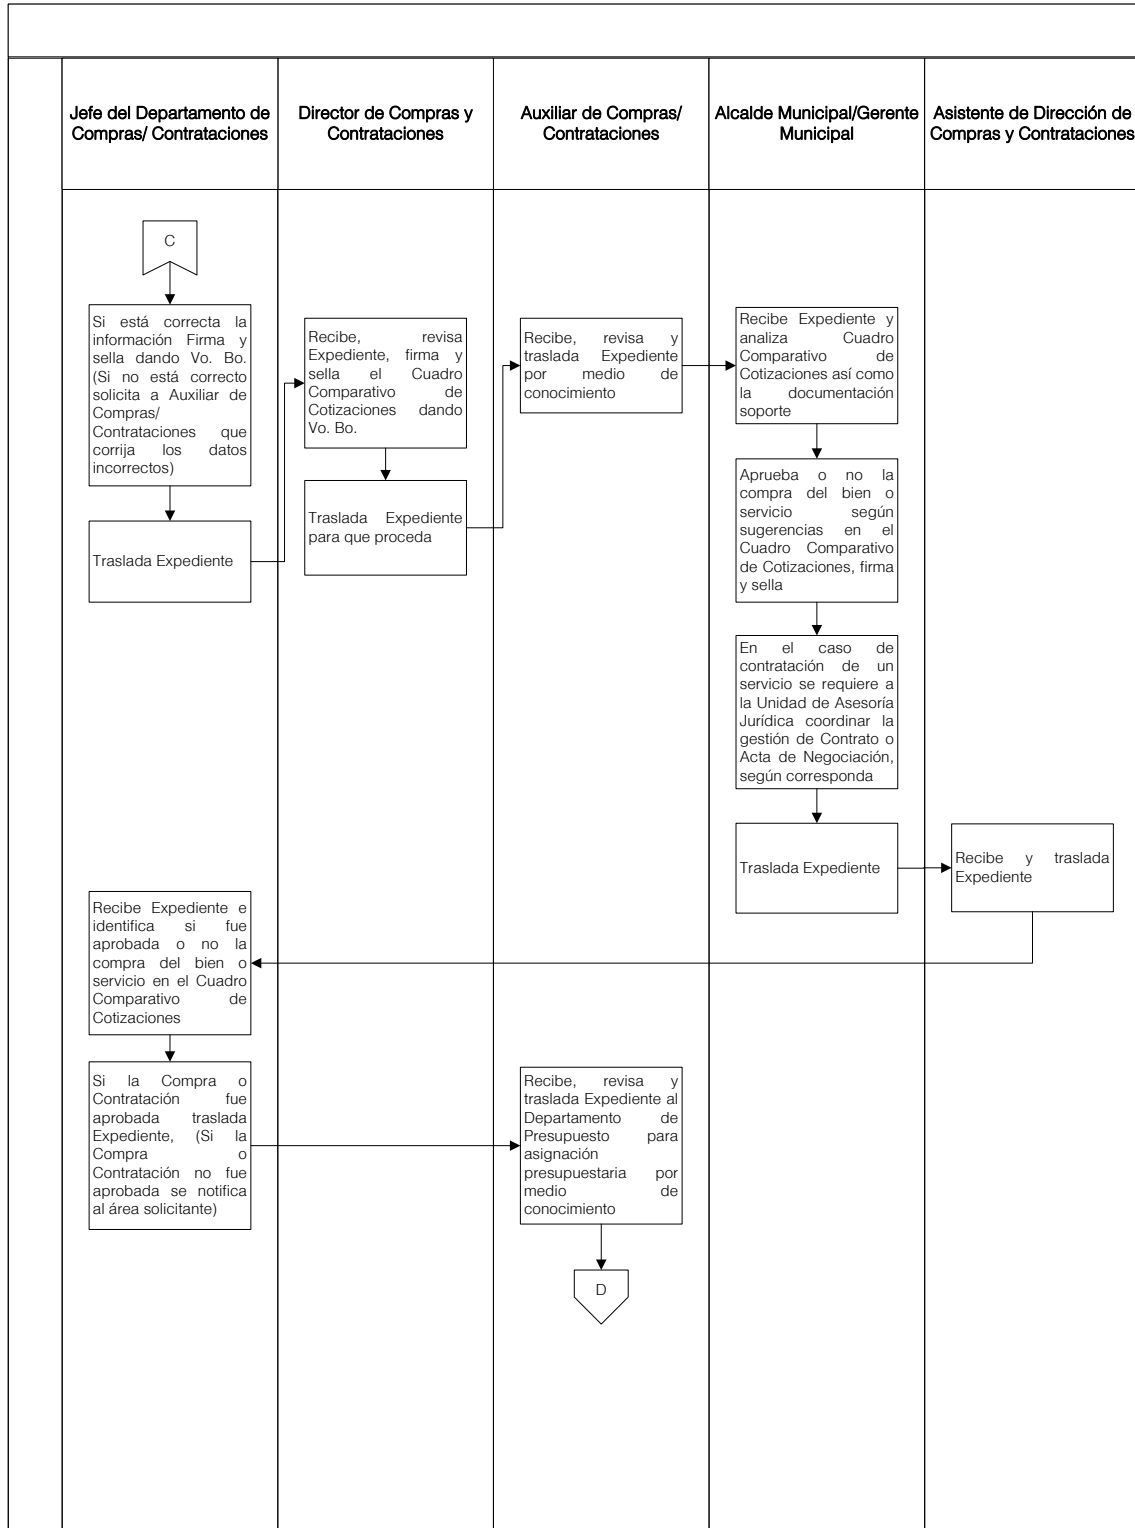 Jefe del Departamento de
Compras/ Contrataciones
Director de Compras y
Contrataciones
Auxiliar de Compras/
Contrataciones
Alcalde Municipal/Gerente
Municipal
Asistente de Dirección de
Compras y Contrataciones
C
Si está correcta la
información Firma y
sella dando Vo. Bo.
(Si no está correcto
solicita a Auxiliar de
Compras/
Contrataciones que
corrija los datos
incorrectos)
Traslada Expediente
Recibe, revisa
Expediente, firma y
sella el Cuadro
Comparativo de
Cotizaciones dando
Vo. Bo.
Traslada Expediente
para que proceda
Recibe, revisa y
traslada Expediente
por medio de
conocimiento
Recibe Expediente y
analiza Cuadro
Comparativo de
Cotizaciones así como
la documentación
soporte
Aprueba o no la
compra del bien o
servicio según
sugerencias en el
Cuadro Comparativo
de Cotizaciones, firma
y sella
En el caso de
contratación de un
servicio se requiere a
la Unidad de Asesoría
Jurídica coordinar la
gestión de Contrato o
Acta de Negociación,
según corresponda
Traslada Expediente
Recibe y traslada
Expediente
Recibe Expediente e
identifica si fue
aprobada o no la
compra del bien o
servicio en el Cuadro
Comparativo de
Cotizaciones
Si la Compra o
Contratación fue
aprobada traslada
Expediente, (Si la
Compra o
Contratación no fue
aprobada se notifica
al área solicitante)
Recibe, revisa y
traslada Expediente al
Departamento de
Presupuesto para
asignación
presupuestaria por
medio de
conocimiento
D